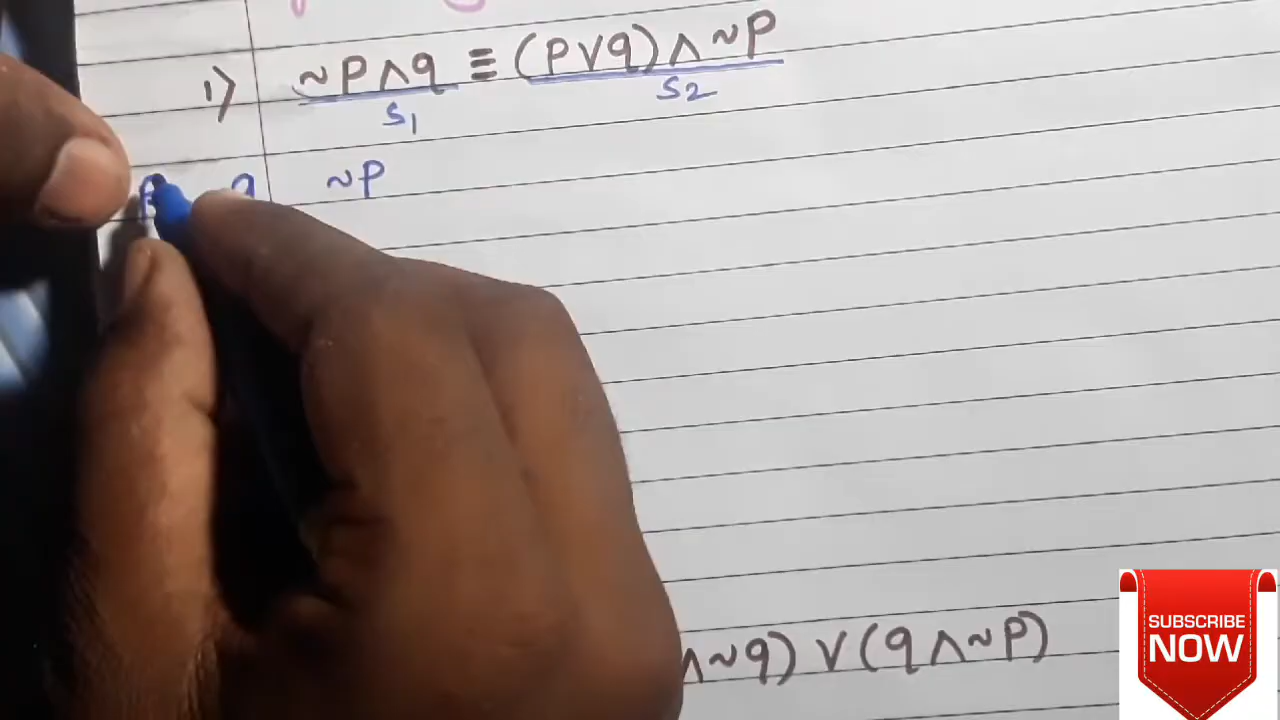 1) ~P∧q ≡ (P∨q)∧~P
S1 S2
P q ~P
∧~q) ∨ (q∧~P)
SUBSCRIBE
NOW